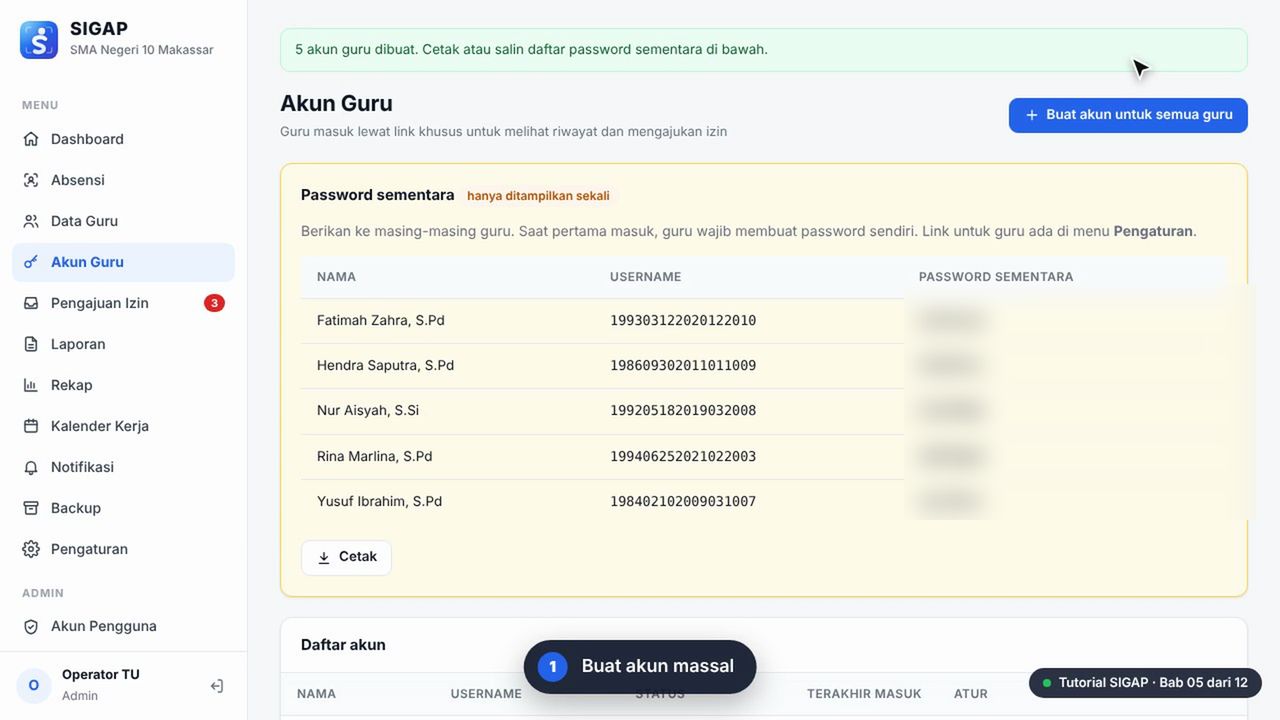 SIGAP
SMA Negeri 10 Makassar
MENU
Dashboard
Absensi
Data Guru
Akun Guru
Pengajuan Izin 3
Laporan
Rekap
Kalender Kerja
Notifikasi
Backup
Pengaturan
ADMIN
Akun Pengguna
O
Operator TU
Admin
5 akun guru dibuat. Cetak atau salin daftar password sementara di bawah.
Akun Guru
Guru masuk lewat link khusus untuk melihat riwayat dan mengajukan izin
+ Buat akun untuk semua guru
Password sementara hanya ditampilkan sekali
Berikan ke masing-masing guru. Saat pertama masuk, guru wajib membuat password sendiri. Link untuk guru ada di menu Pengaturan.
NAMA USERNAME PASSWORD SEMENTARA
Fatimah Zahra, S.Pd 199303122020122010
Hendra Saputra, S.Pd 198609302011011009
Nur Aisyah, S.Si 199205182019032008
Rina Marlina, S.Pd 199406252021022003
Yusuf Ibrahim, S.Pd 198402102009031007
Cetak
Daftar akun
1 Buat akun massal
NAMA USERNAME STATUS TERAKHIR MASUK ATUR
Tutorial SIGAP · Bab 05 dari 12